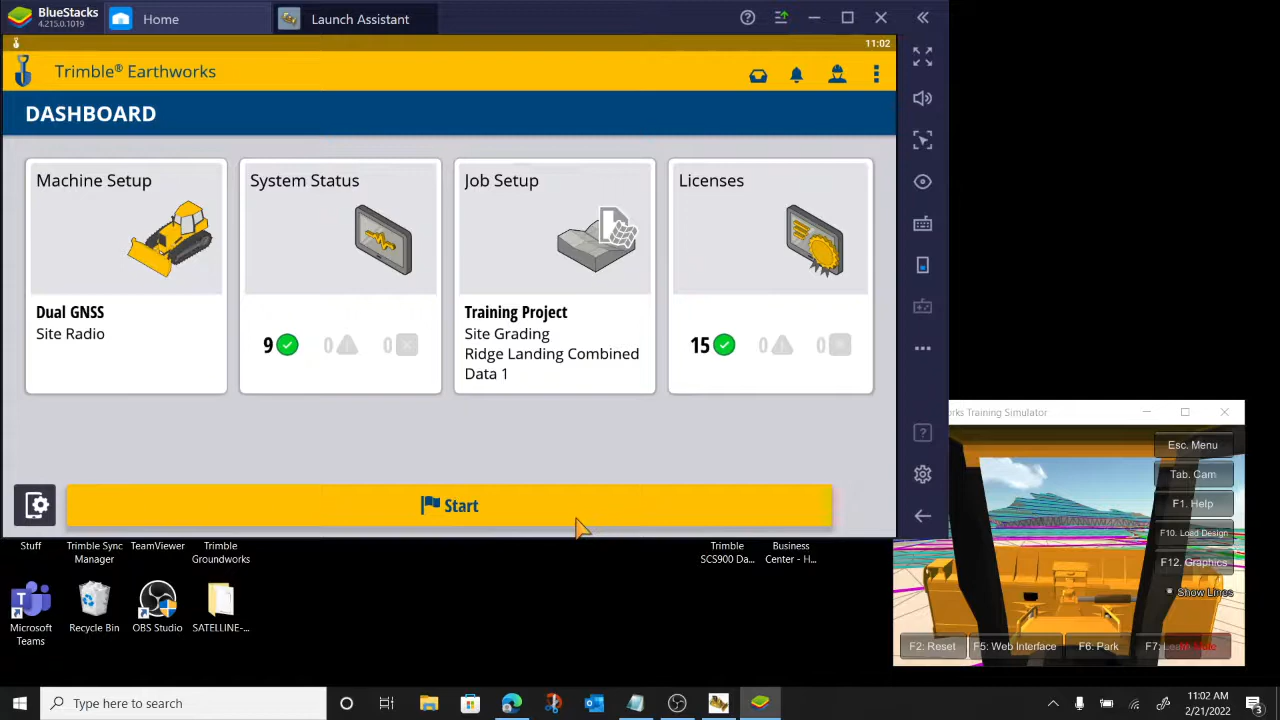 BlueStacks
4.215.0.1019
Home
Launch Assistant
11:02
Trimble® Earthworks
DASHBOARD
Machine Setup
System Status
Job Setup
Licenses
Dual GNSS
Site Radio
9
0
0
Training Project
Site Grading
Ridge Landing Combined
Data 1
15
0
0
Start
orks Training Simulator
Esc. Menu
Tab. Cam
F1. Help
F10. Load Design
F12. Graphics
Show Lines
F2: Reset
F5: Web Interface
F6: Park
Stuff
Trimble Sync
Manager
TeamViewer
Trimble
Groundworks
Trimble
SCS900 Da...
Business
Center - H...
Microsoft
Teams
Recycle Bin
OBS Studio
SATELLINE-...
Type here to search
11:02 AM
2/21/2022
3